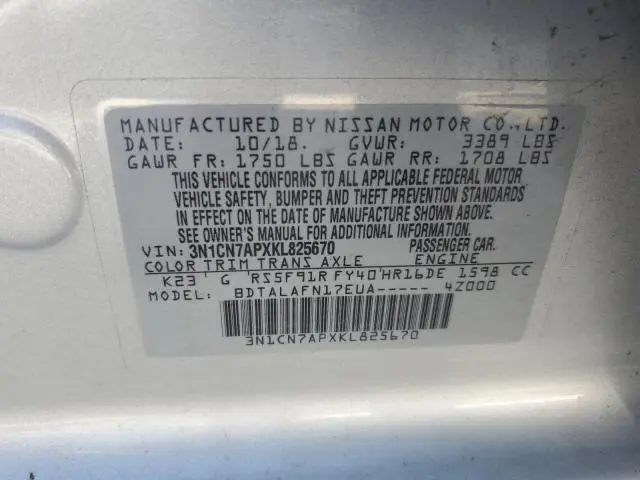 MANUFACTURED BY NISSAN MOTOR CO., LTD.
DATE: 10/18. GVWR: 3389 LBS
GAWR FR: 1750 LBS GAWR RR: 1708 LBS
THIS VEHICLE CONFORMS TO ALL APPLICABLE FEDERAL MOTOR
VEHICLE SAFETY, BUMPER AND THEFT PREVENTION STANDARDS
IN EFFECT ON THE DATE OF MANUFACTURE SHOWN ABOVE.
SEE OWNER'S MANUAL FOR ADDITIONAL INFORMATION.
VIN: 3N1CN7APXKL825670 PASSENGER CAR.
COLOR TRIM TRANS AXLE ENGINE
K23 G RS5F91R FY40 HR16DE 1598 CC
MODEL: BDTALAFN17EUA----- 4Z000
3N1CN7APXKL825670